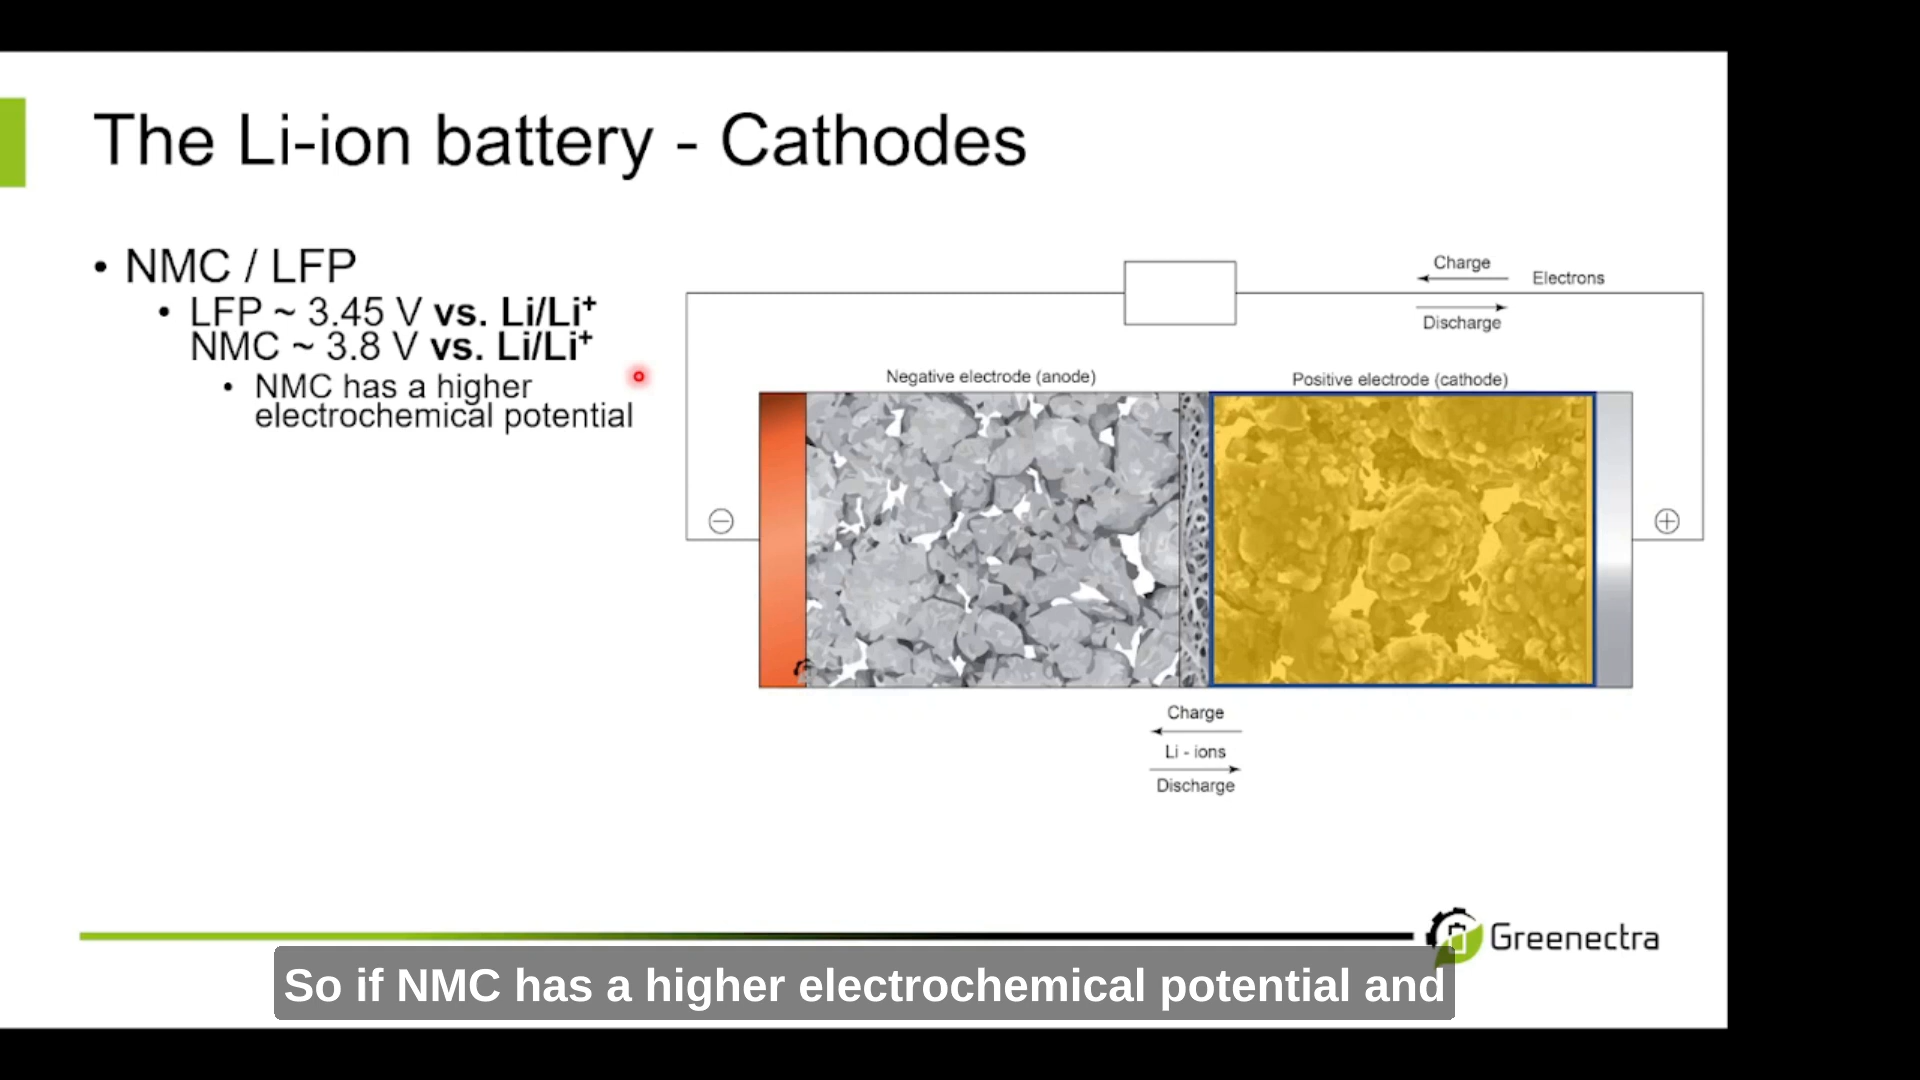 The Li-ion battery - Cathodes
• NMC / LFP
• LFP ~ 3.45 V vs. Li/Li⁺
NMC ~ 3.8 V vs. Li/Li⁺
• NMC has a higher
electrochemical potential
Charge
Electrons
Discharge
Negative electrode (anode)
Positive electrode (cathode)
−
+
Charge
Li - ions
Discharge
Greenectra
So if NMC has a higher electrochemical potential and